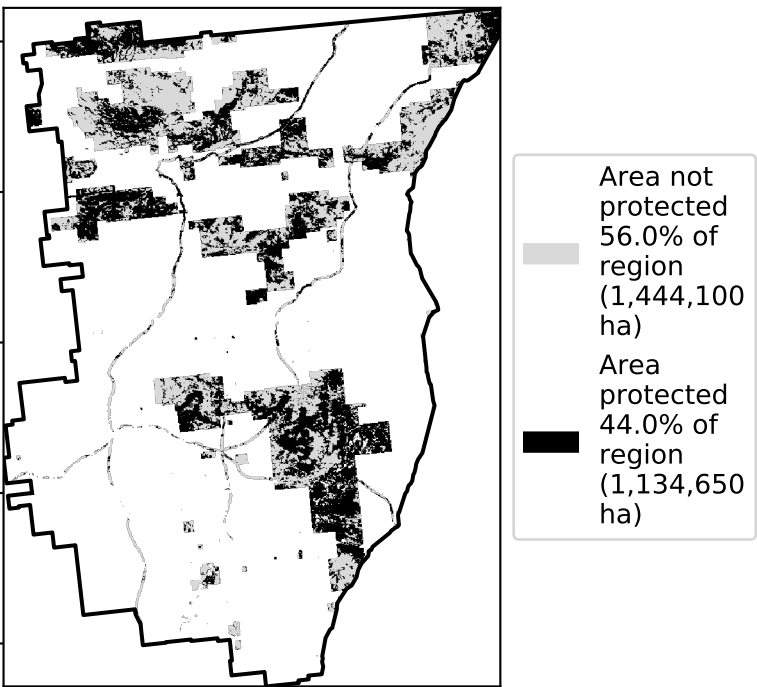 Area not
protected
56.0% of
region
(1,444,100
ha)
Area
protected
44.0% of
region
(1,134,650
ha)